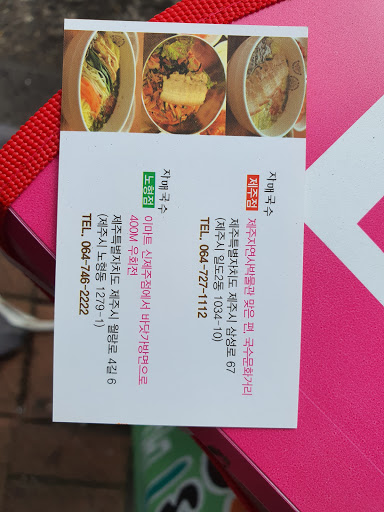 자매국수
제주점 제주자연사박물관 맞은 편, 국수문화거리
제주특별자치도 제주시 삼성로 67
(제주시 일도2동 1034-10)
TEL. 064-727-1112
자매국수
노형점 이마트 신제주점에서 바닷가방면으로
400M 우회전
제주특별자치도 제주시 월랑로 4길 6
(제주시 노형동 1279-1)
TEL. 064-746-2222